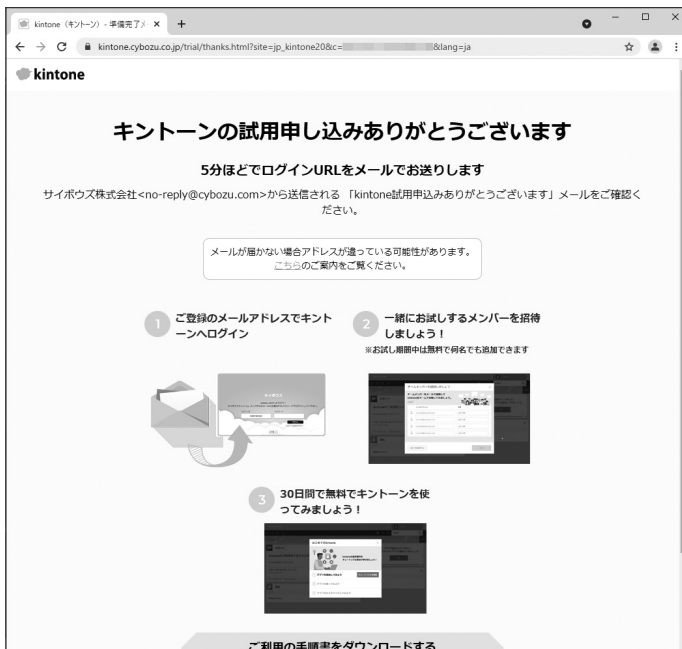 kintone（キントーン）- 準備完了メ
kintone.cybozu.co.jp/trial/thanks.html?site=jp_kintone20&c= &lang=ja
kintone
キントーンの試用申し込みありがとうございます
5分ほどでログインURLをメールでお送りします
サイボウズ株式会社<no-reply@cybozu.com>から送信される 「kintone試用申込みありがとうございます」メールをご確認く
ださい。
メールが届かない場合アドレスが違っている可能性があります。
こちらのご案内をご覧ください。
1
ご登録のメールアドレスでキント
ーンへログイン
2
一緒にお試しするメンバーを招待
しましょう！
※お試し期間中は無料で何名でも追加できます
3
30日間で無料でキントーンを使
ってみましょう！
ご利用の手順書をダウンロードする